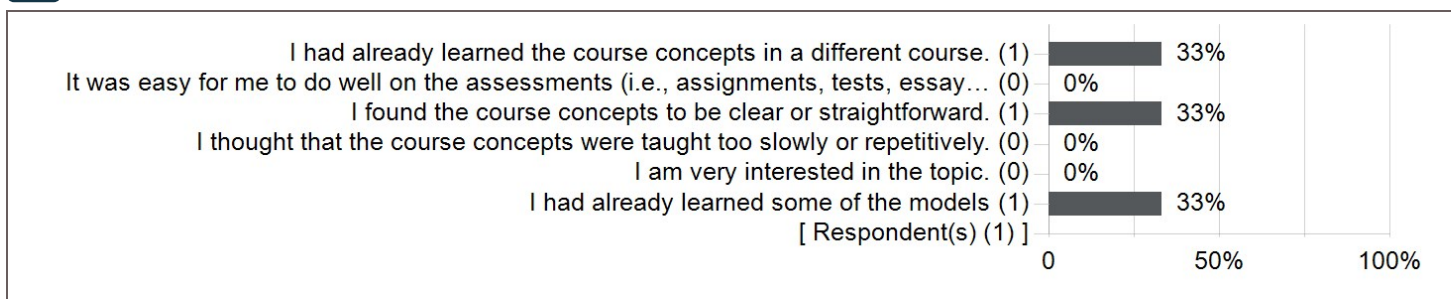 I had already learned the course concepts in a different course. (1) 33%
It was easy for me to do well on the assessments (i.e., assignments, tests, essay… (0) 0%
I found the course concepts to be clear or straightforward. (1) 33%
I thought that the course concepts were taught too slowly or repetitively. (0) 0%
I am very interested in the topic. (0) 0%
I had already learned some of the models (1) 33%
[ Respondent(s) (1) ]
0 50% 100%